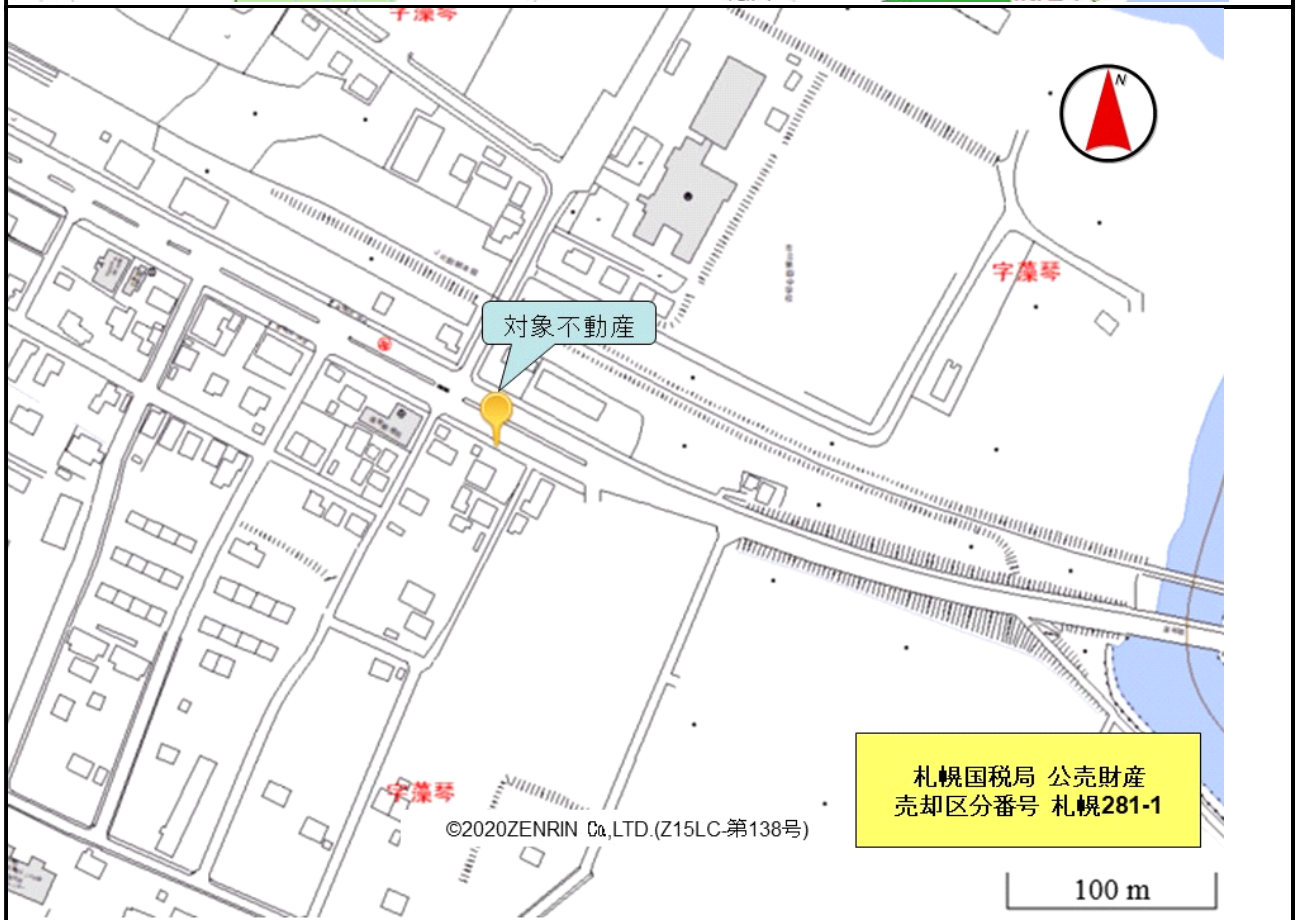 字藻琴
N
字藻琴
対象不動産
字藻琴
札幌国税局 公売財産
売却区分番号 札幌281-1
©2020ZENRIN Co,LTD.(Z15LC-第138号)
100 m